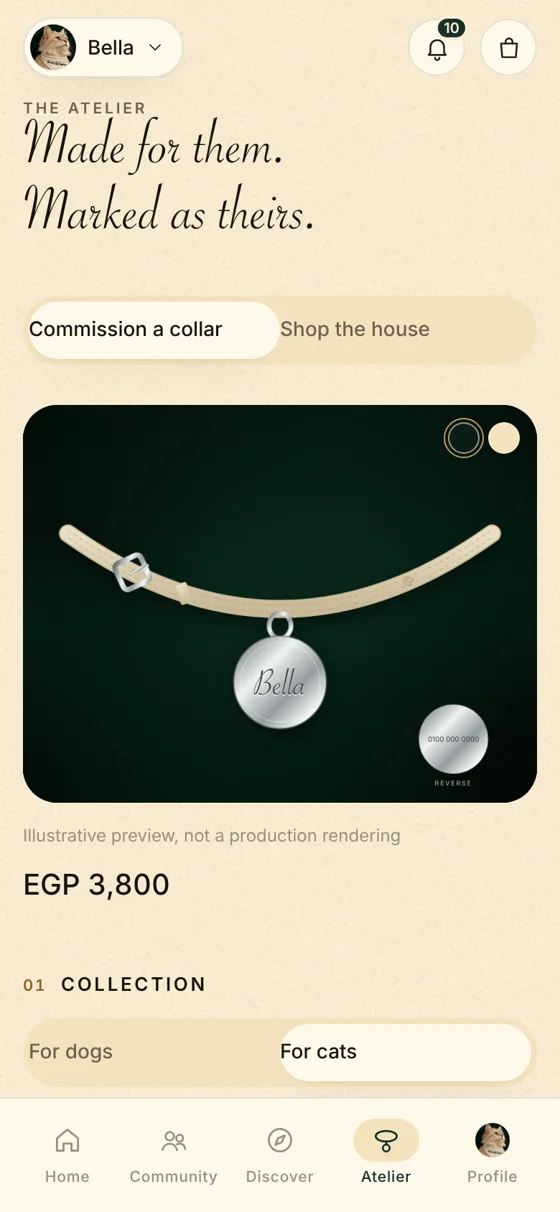 Bella
10
THE ATELIER
Made for them.
Marked as theirs.
Commission a collar
Shop the house
Bella
0100 000 0000
REVERSE
Illustrative preview, not a production rendering
EGP 3,800
01 COLLECTION
For dogs
For cats
Home
Community
Discover
Atelier
Profile